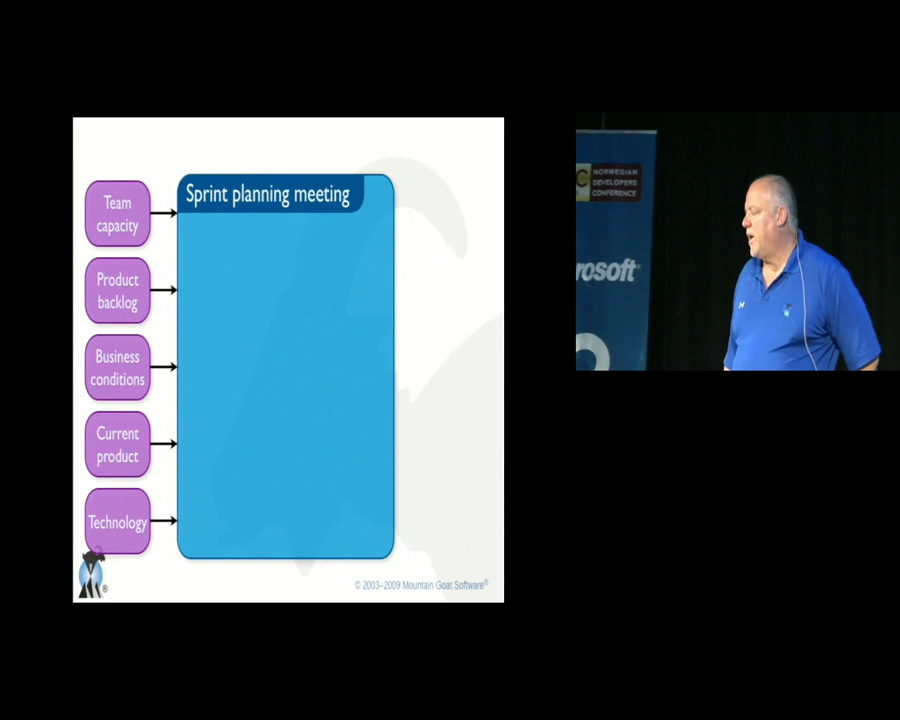 Sprint planning meeting
Team
capacity
Product
backlog
Business
conditions
Current
product
Technology
®
© 2003–2009 Mountain Goat Software®
C
NORWEGIAN
DEVELOPERS
CONFERENCE
rosoft®